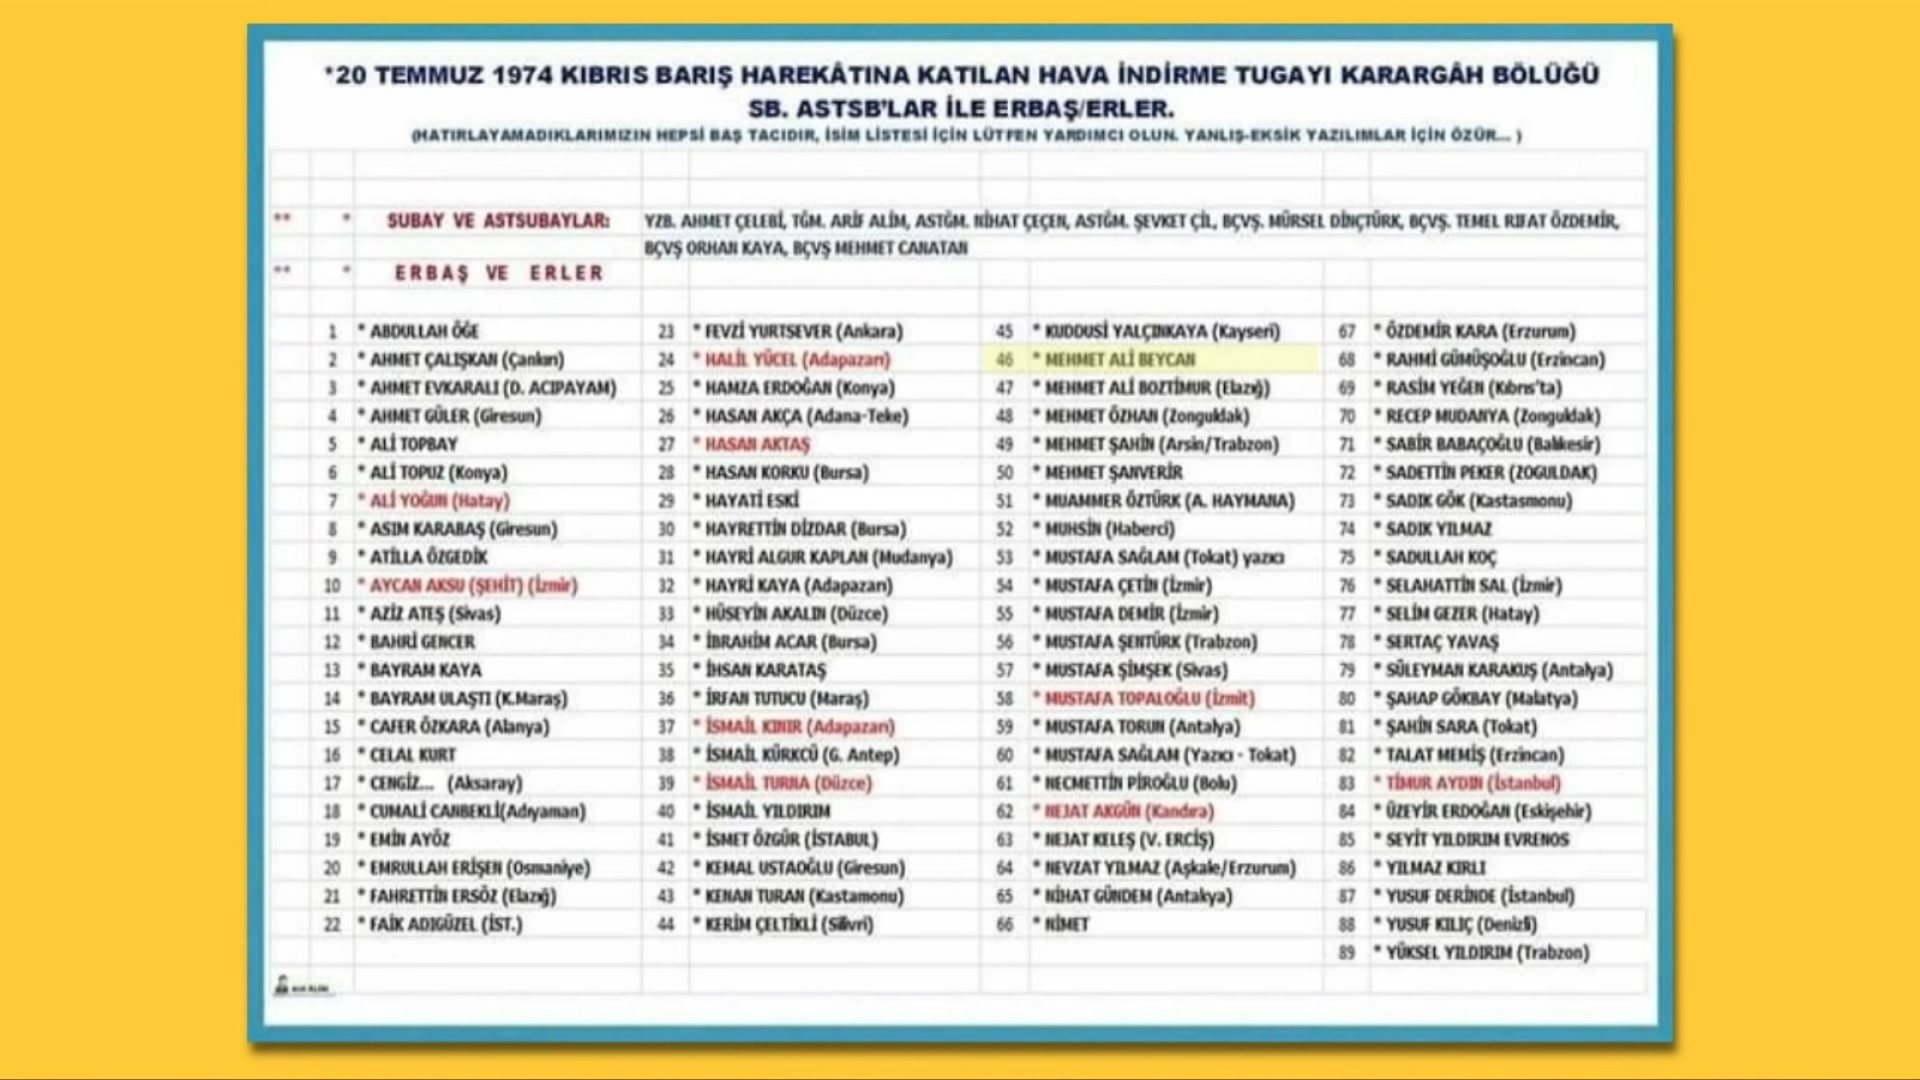 *20 TEMMUZ 1974 KIBRIS BARIŞ HAREKÂTINA KATILAN HAVA İNDİRME TUGAYI KARARGÂH BÖLÜĞÜ
SB. ASTSB'LAR İLE ERBAŞ/ERLER.
(HATIRLAYAMADIKLARIMIZIN HEPSİ BAŞ TACIDIR, İSİM LİSTESİ İÇİN LÜTFEN YARDIMCI OLUN. YANLIŞ-EKSİK YAZILIMLAR İÇİN ÖZÜR... )
** * SUBAY VE ASTSUBAYLAR: YZB. AHMET ÇELEBİ, TĞM. ARİF ALİM, ASTĞM. NİHAT ÇEÇEN, ASTĞM. ŞEVKET ÇİL, BÇVŞ. MÜRSEL DİNÇTÜRK, BÇVŞ. TEMEL RIFAT ÖZDEMİR,
BÇVŞ ORHAN KAYA, BÇVŞ MEHMET CANATAN
** * ERBAŞ VE ERLER
1 * ABDULLAH ÖĞE
2 * AHMET ÇALIŞKAN (Çankırı)
3 * AHMET EVKARALI (D. ACIPAYAM)
4 * AHMET GÜLER (Giresun)
5 * ALİ TOPBAY
6 * ALİ TOPUZ (Konya)
7 * ALİ YOĞUN (Hatay)
8 * ASIM KARABAŞ (Giresun)
9 * ATİLLA ÖZGEDİK
10 * AYCAN AKSU (ŞEHİT) (İzmir)
11 * AZİZ ATEŞ (Sivas)
12 * BAHRİ GENCER
13 * BAYRAM KAYA
14 * BAYRAM ULAŞTI (K.Maraş)
15 * CAFER ÖZKARA (Alanya)
16 * CELAL KURT
17 * CENGİZ... (Aksaray)
18 * CUMALİ CANBEKLİ(Adıyaman)
19 * EMİN AYÖZ
20 * EMRULLAH ERİŞEN (Osmaniye)
21 * FAHRETTİN ERSÖZ (Elazığ)
22 * FAİK ADIGÜZEL (İST.)
23 * FEVZİ YURTSEVER (Ankara)
24 * HALİL YÜCEL (Adapazarı)
25 * HAMZA ERDOĞAN (Konya)
26 * HASAN AKÇA (Adana-Teke)
27 * HASAN AKTAŞ
28 * HASAN KORKU (Bursa)
29 * HAYATİ ESKİ
30 * HAYRETTİN DİZDAR (Bursa)
31 * HAYRİ ALGUR KAPLAN (Mudanya)
32 * HAYRİ KAYA (Adapazarı)
33 * HÜSEYİN AKALIN (Düzce)
34 * İBRAHİM ACAR (Bursa)
35 * İHSAN KARATAŞ
36 * İRFAN TUTUCU (Maraş)
37 * İSMAİL KINIR (Adapazarı)
38 * İSMAİL KÜRKCÜ (G. Antep)
39 * İSMAİL TURNA (Düzce)
40 * İSMAİL YILDIRIM
41 * İSMET ÖZGÜR (İSTABUL)
42 * KEMAL USTAOĞLU (Giresun)
43 * KENAN TURAN (Kastamonu)
44 * KERİM ÇELTİKLİ (Silivri)
45 * KUDDUSİ YALÇINKAYA (Kayseri)
46 * MEHMET ALİ BEYCAN
47 * MEHMET ALİ BOZTİMUR (Elazığ)
48 * MEHMET ÖZHAN (Zonguldak)
49 * MEHMET ŞAHİN (Arsin/Trabzon)
50 * MEHMET ŞANVERİR
51 * MUAMMER ÖZTÜRK (A. HAYMANA)
52 * MUHSİN (Haberci)
53 * MUSTAFA SAĞLAM (Tokat) yazıcı
54 * MUSTAFA ÇETİN (İzmir)
55 * MUSTAFA DEMİR (İzmir)
56 * MUSTAFA ŞENTÜRK (Trabzon)
57 * MUSTAFA ŞİMŞEK (Sivas)
58 * MUSTAFA TOPALOĞLU (İzmit)
59 * MUSTAFA TORUN (Antalya)
60 * MUSTAFA SAĞLAM (Yazıcı - Tokat)
61 * NECMETTİN PİROĞLU (Bolu)
62 * NEJAT AKGÜN (Kandıra)
63 * NEJAT KELEŞ (V. ERCİŞ)
64 * NEVZAT YILMAZ (Aşkale/Erzurum)
65 * NİHAT GÜNDEM (Antakya)
66 * NİMET
67 * ÖZDEMİR KARA (Erzurum)
68 * RAHMİ GÜMÜŞOĞLU (Erzincan)
69 * RASİM YEĞEN (Kıbrıs'ta)
70 * RECEP MUDANYA (Zonguldak)
71 * SABİR BABAÇOĞLU (Balıkesir)
72 * SADETTİN PEKER (ZOGULDAK)
73 * SADIK GÖK (Kastasmonu)
74 * SADIK YILMAZ
75 * SADULLAH KOÇ
76 * SELAHATTİN SAL (İzmir)
77 * SELİM GEZER (Hatay)
78 * SERTAÇ YAVAŞ
79 * SÜLEYMAN KARAKUŞ (Antalya)
80 * ŞAHAP GÖKBAY (Malatya)
81 * ŞAHİN SARA (Tokat)
82 * TALAT MEMİŞ (Erzincan)
83 * TİMUR AYDIN (İstanbul)
84 * ÜZEYİR ERDOĞAN (Eskişehir)
85 * SEYİT YILDIRIM EVRENOS
86 * YILMAZ KIRLI
87 * YUSUF DERİNDE (İstanbul)
88 * YUSUF KILIÇ (Denizli)
89 * YÜKSEL YILDIRIM (Trabzon)